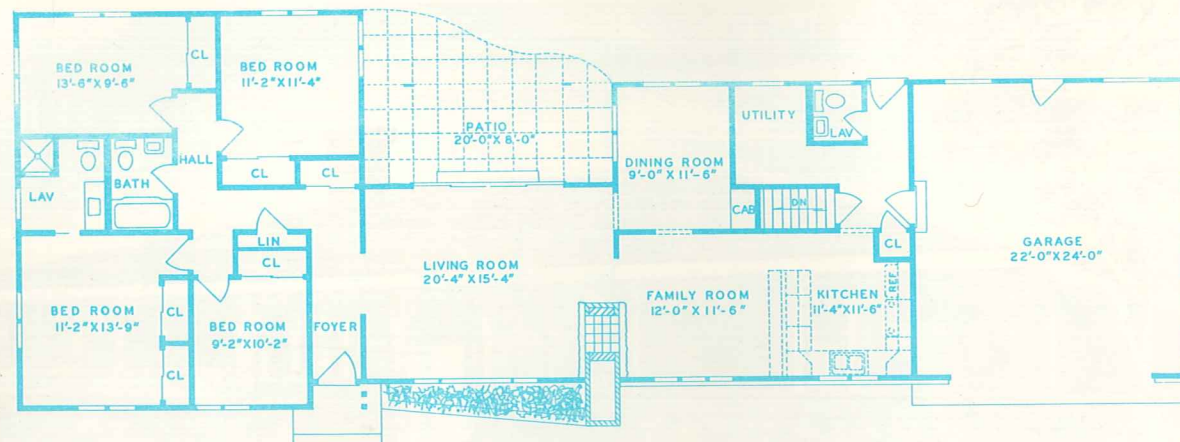 BED ROOM
13'-6" X 9'-6"
CL
BED ROOM
11'-2" X 11'-4"
PATIO
20'-0" X 8'-0"
DINING ROOM
9'-0" X 11'-6"
UTILITY
LAV
HALL
CL
CL
BATH
LAV
CAB
DN
LIN
CL
CL
LIVING ROOM
20'-4" X 15'-4"
GARAGE
22'-0" X 24'-0"
FAMILY ROOM
12'-0" X 11'-6"
KITCHEN
11'-4" X 11'-6"
REF.
BED ROOM
11'-2" X 13'-9"
CL
CL
BED ROOM
9'-2" X 10'-2"
FOYER